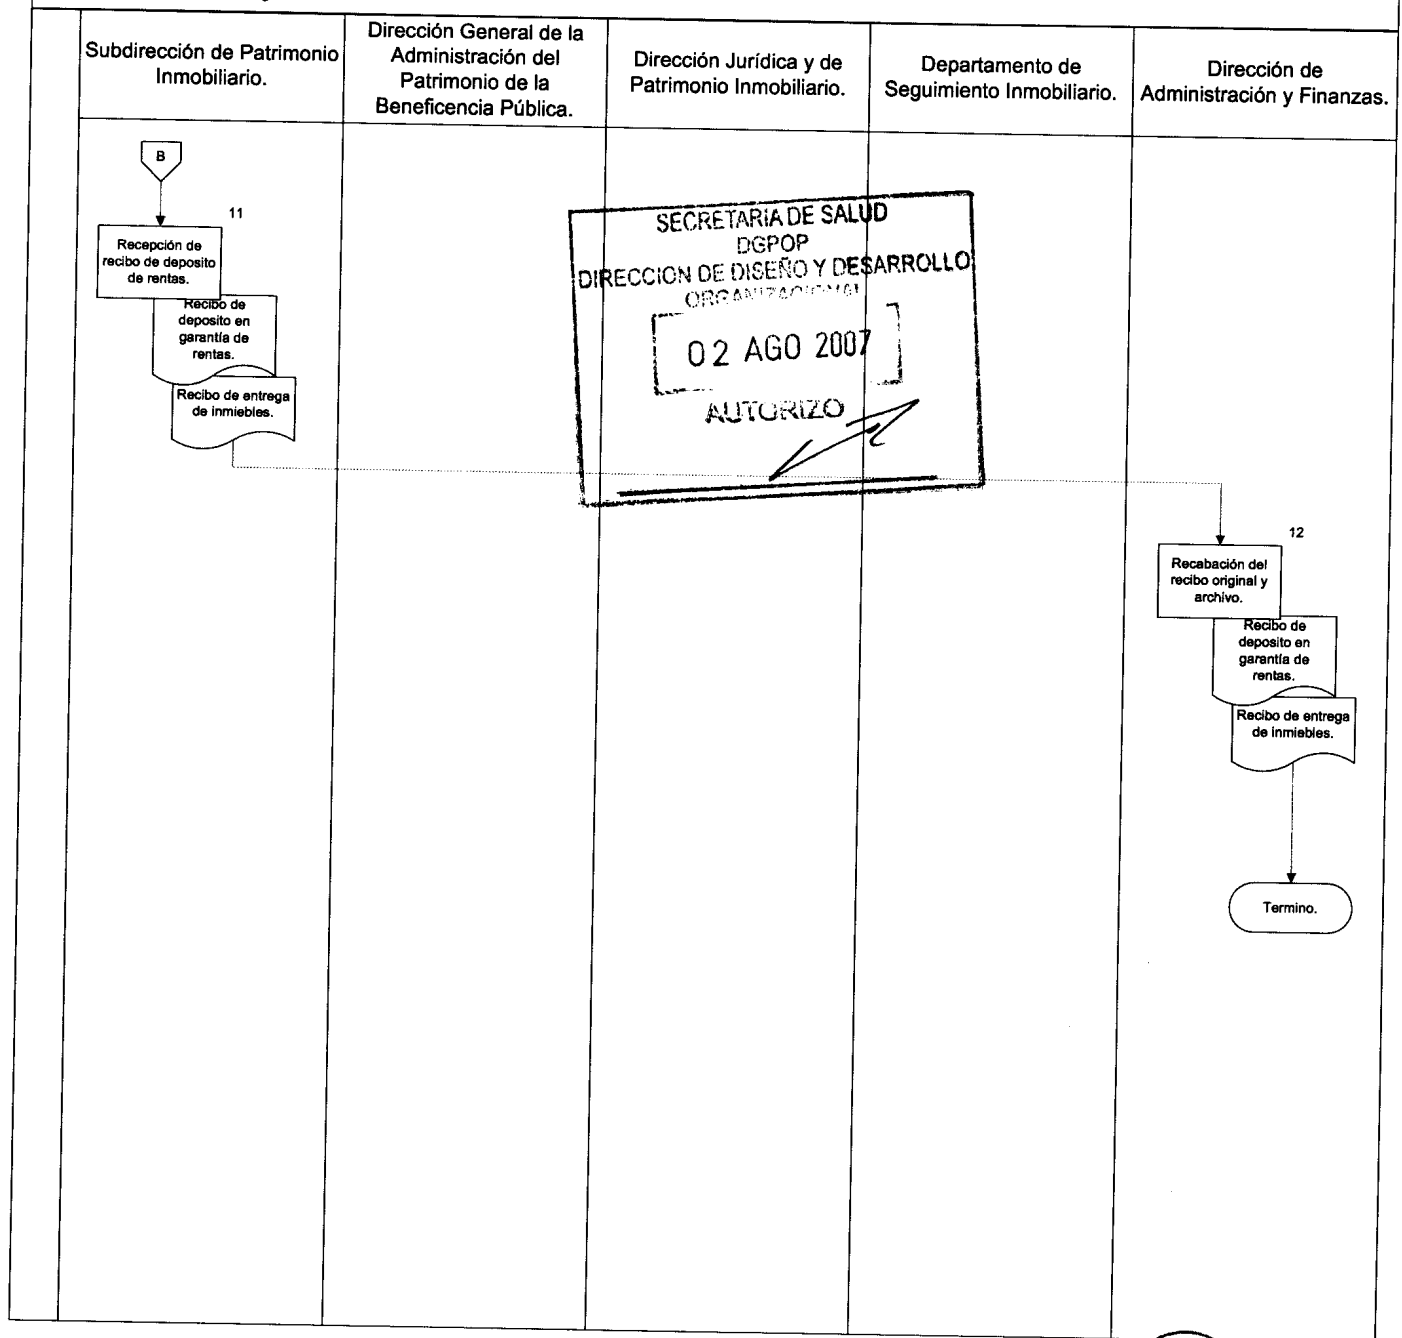 Subdirección de Patrimonio
Inmobiliario.
Dirección General de la
Administración del
Patrimonio de la
Beneficencia Pública.
Dirección Jurídica y de
Patrimonio Inmobiliario.
Departamento de
Seguimiento Inmobiliario.
Dirección de
Administración y Finanzas.
B
11
Recepción de
recibo de deposito
de rentas.
Recibo de
deposito en
garantía de
rentas.
Recibo de entrega
de inmiebles.
SECRETARIA DE SALUD
DGPOP
DIRECCION DE DISEÑO Y DESARROLLO
ORGANIZACIONAL
02 AGO 2007
AUTORIZO
12
Recabación del
recibo original y
archivo.
Recibo de
deposito en
garantía de
rentas.
Recibo de entrega
de inmiebles.
Termino.